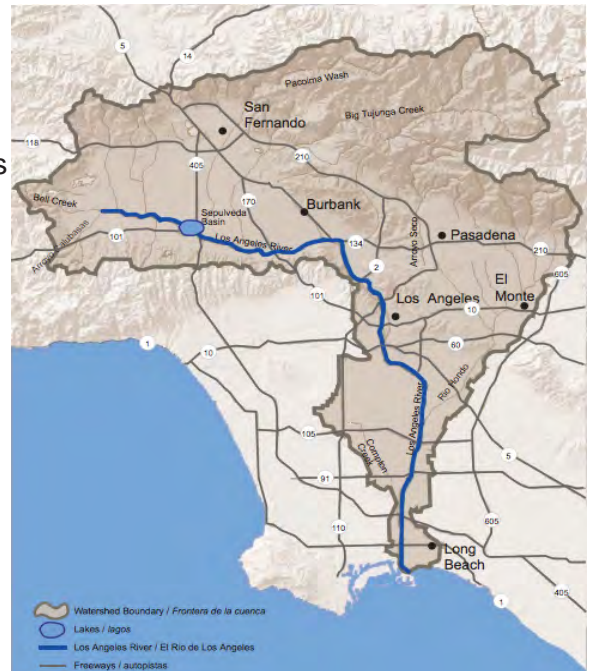 Pacoima Wash
5
14
San
Fernando
Big Tujunga Creek
118
s
405
210
Bell Creek
170
Burbank
Sepulveda
Basin
101
Los Angeles River
134
Arroyo Seco
Pasadena
210
2
605
El
Monte
101
Los Angeles
10
1
10
60
Rio Hondo
Los Angeles River
105
Compton
Creek
5
91
110
605
Long
Beach
405
1
Watershed Boundary / Frontera de la cuenca
Lakes / lagos
Los Angeles River / El Río de Los Angeles
Freeways / autopistas